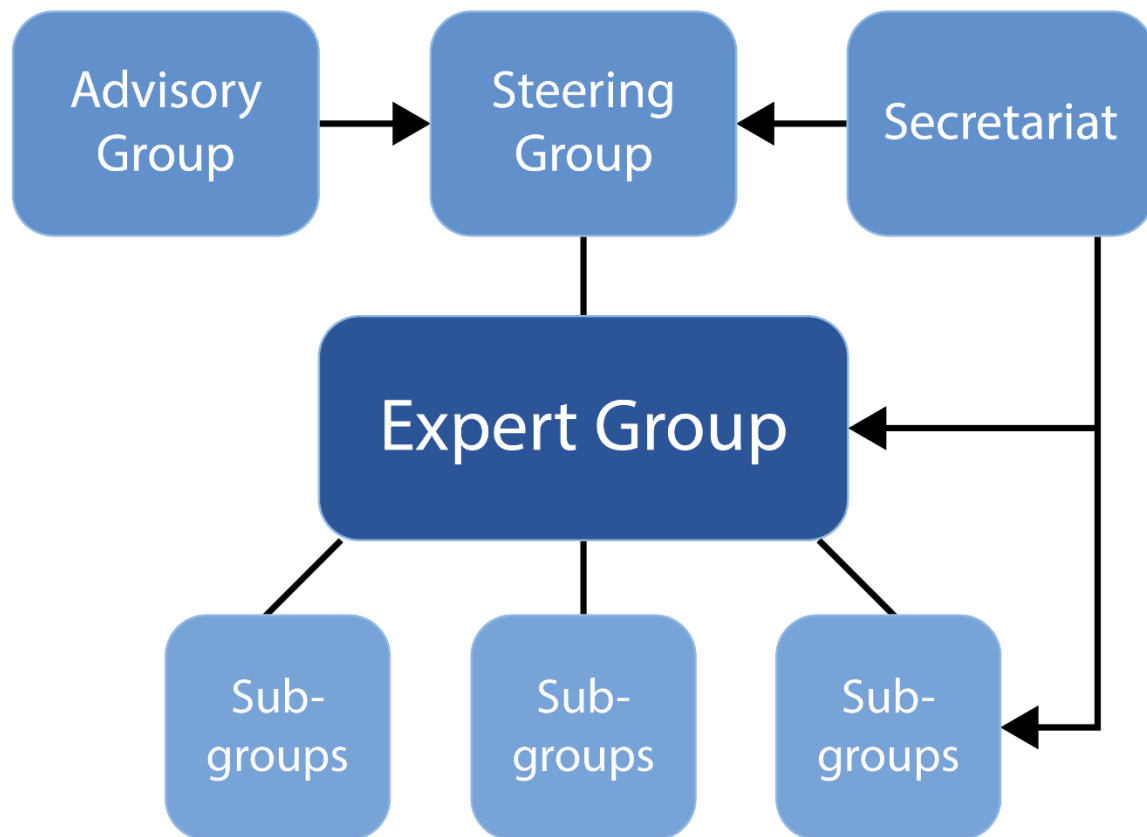 Advisory
Group
Steering
Group
Secretariat
Expert Group
Sub-
groups
Sub-
groups
Sub-
groups